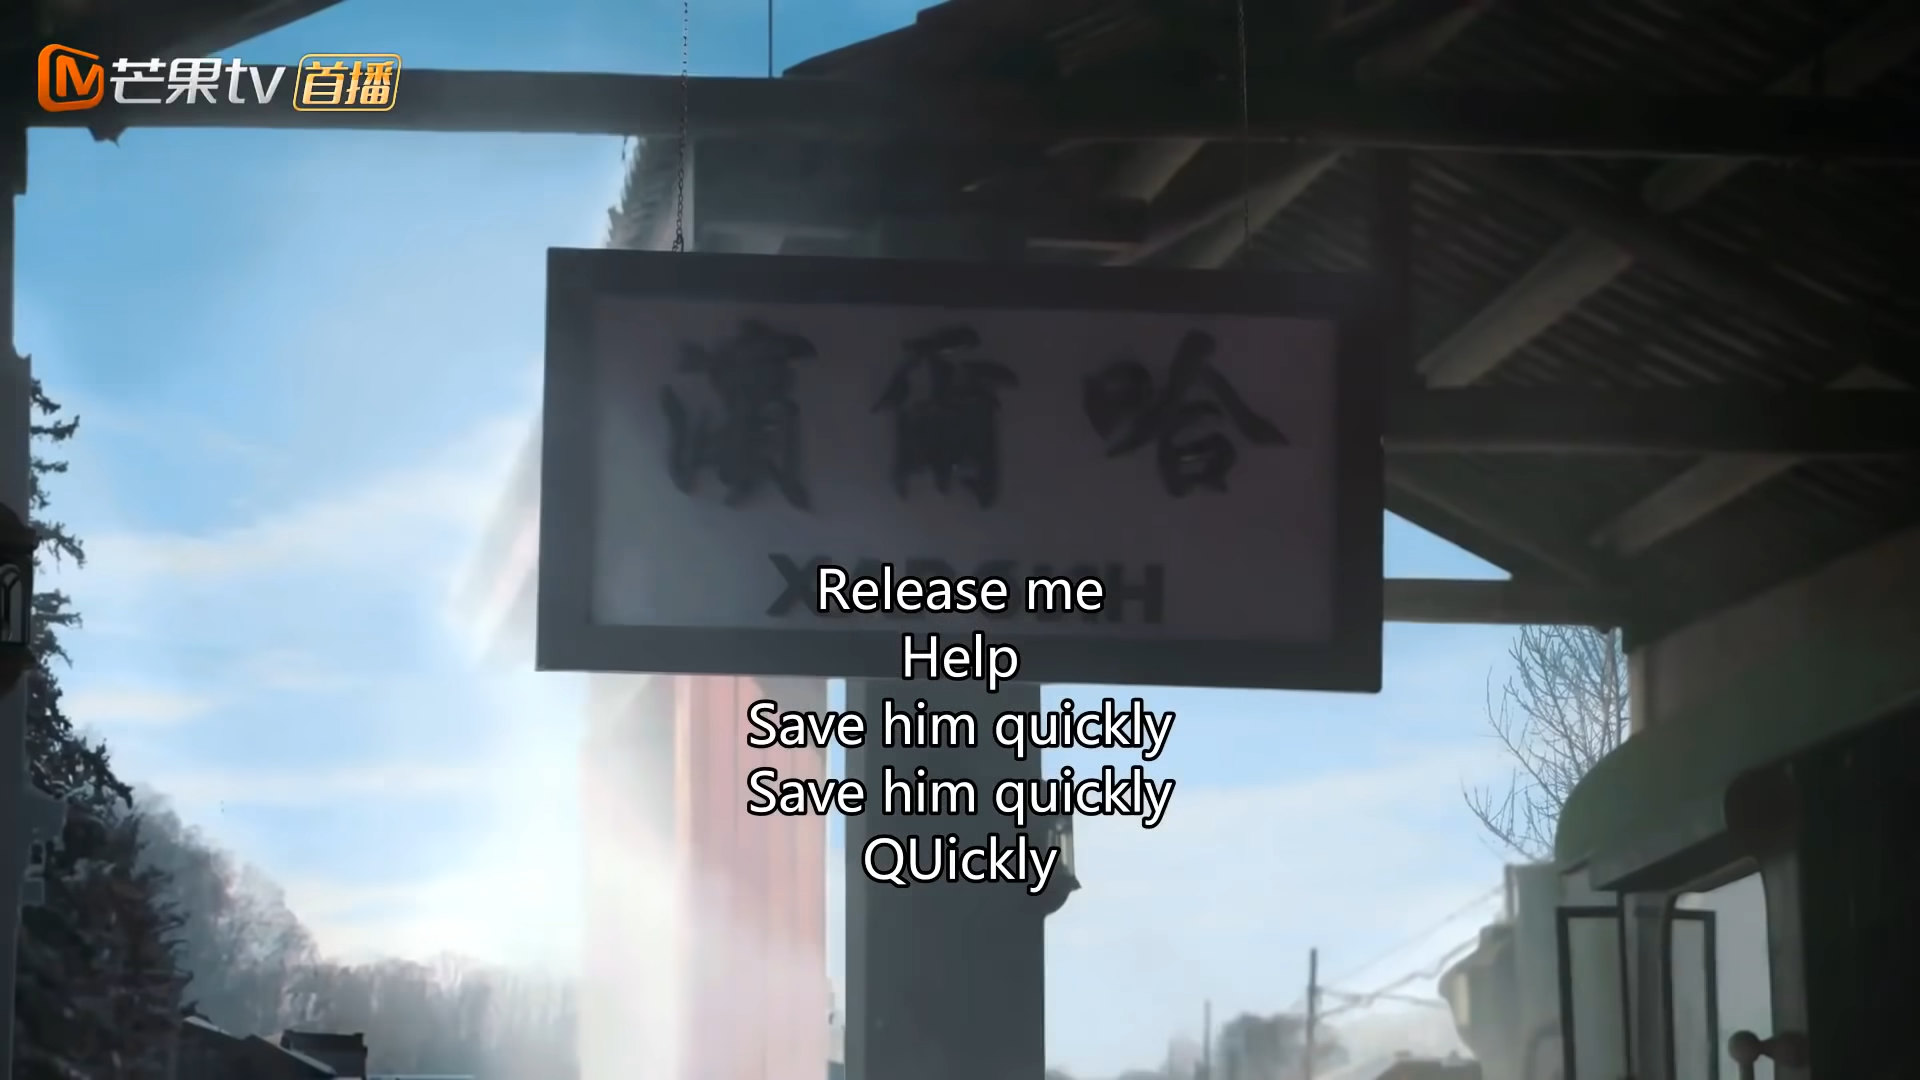 芒果tv 首播
濱爾哈
Release me
Help
Save him quickly
Save him quickly
QUickly